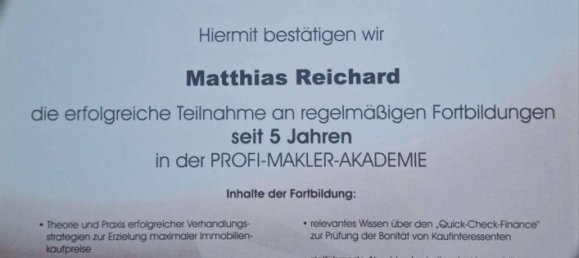 Hiermit bestätigen wir
Matthias Reichard
die erfolgreiche Teilnahme an regelmäßigen Fortbildungen
seit 5 Jahren
in der PROFI-MAKLER-AKADEMIE
Inhalte der Fortbildung:
• Theorie und Praxis erfolgreicher Verhandlungs-
strategien zur Erzielung maximaler Immobilien-
kaufpreise
• relevantes Wissen über den „Quick-Check-Finance"
zur Prüfung der Bonität von Kaufinteressenten